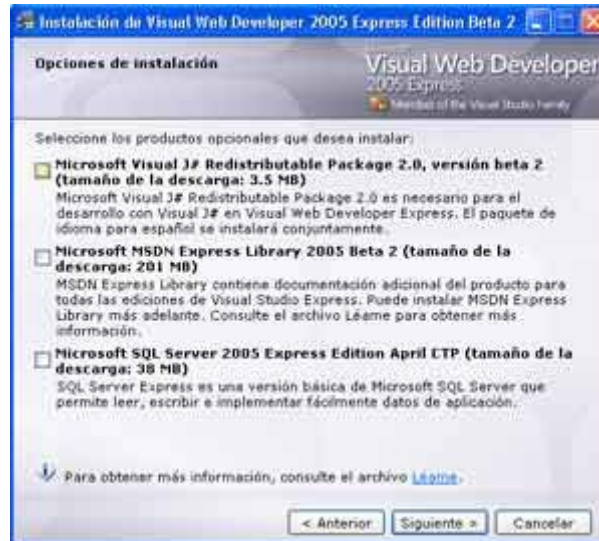 Instalación de Visual Web Developer 2005 Express Edition Beta 2
Opciones de instalación
Visual Web Developer
2005 Express
Member of the Visual Studio Family
Seleccione los productos opcionales que desea instalar:
Microsoft Visual J# Redistributable Package 2.0, versión beta 2
(tamaño de la descarga: 3.5 MB)
Microsoft Visual J# Redistributable Package 2.0 es necesario para el
desarrollo con Visual J# en Visual Web Developer Express. El paquete de
idioma para español se instalará conjuntamente.
Microsoft MSDN Express Library 2005 Beta 2 (tamaño de la
descarga: 201 MB)
MSDN Express Library contiene documentación adicional del producto para
todas las ediciones de Visual Studio Express. Puede instalar MSDN Express
Library más adelante. Consulte el archivo Léame para obtener más
información.
Microsoft SQL Server 2005 Express Edition April CTP (tamaño de la
descarga: 38 MB)
SQL Server Express es una versión básica de Microsoft SQL Server que
permite leer, escribir e implementar fácilmente datos de aplicación.
Para obtener más información, consulte el archivo Léame.
< Anterior
Siguiente >
Cancelar